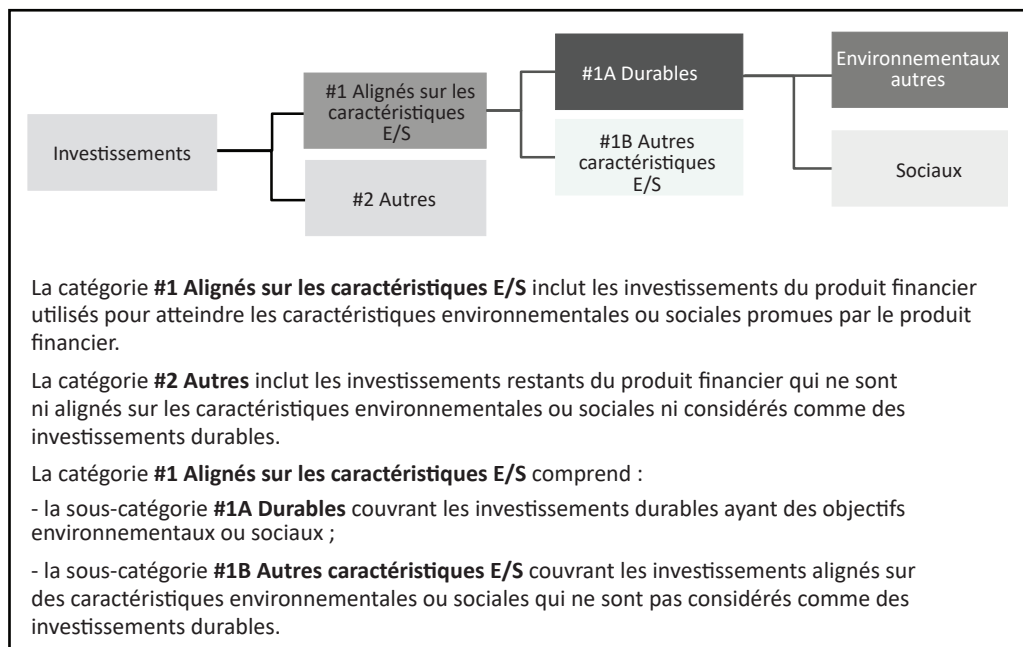 Investissements
#1 Alignés sur les
caractéristiques
E/S
#2 Autres
#1A Durables
#1B Autres
caractéristiques
E/S
Environnementaux
autres
Sociaux
La catégorie #1 Alignés sur les caractéristiques E/S inclut les investissements du produit financier
utilisés pour atteindre les caractéristiques environnementales ou sociales promues par le produit
financier.
La catégorie #2 Autres inclut les investissements restants du produit financier qui ne sont
ni alignés sur les caractéristiques environnementales ou sociales ni considérés comme des
investissements durables.
La catégorie #1 Alignés sur les caractéristiques E/S comprend :
- la sous-catégorie #1A Durables couvrant les investissements durables ayant des objectifs
environnementaux ou sociaux ;
- la sous-catégorie #1B Autres caractéristiques E/S couvrant les investissements alignés sur
des caractéristiques environnementales ou sociales qui ne sont pas considérés comme des
investissements durables.